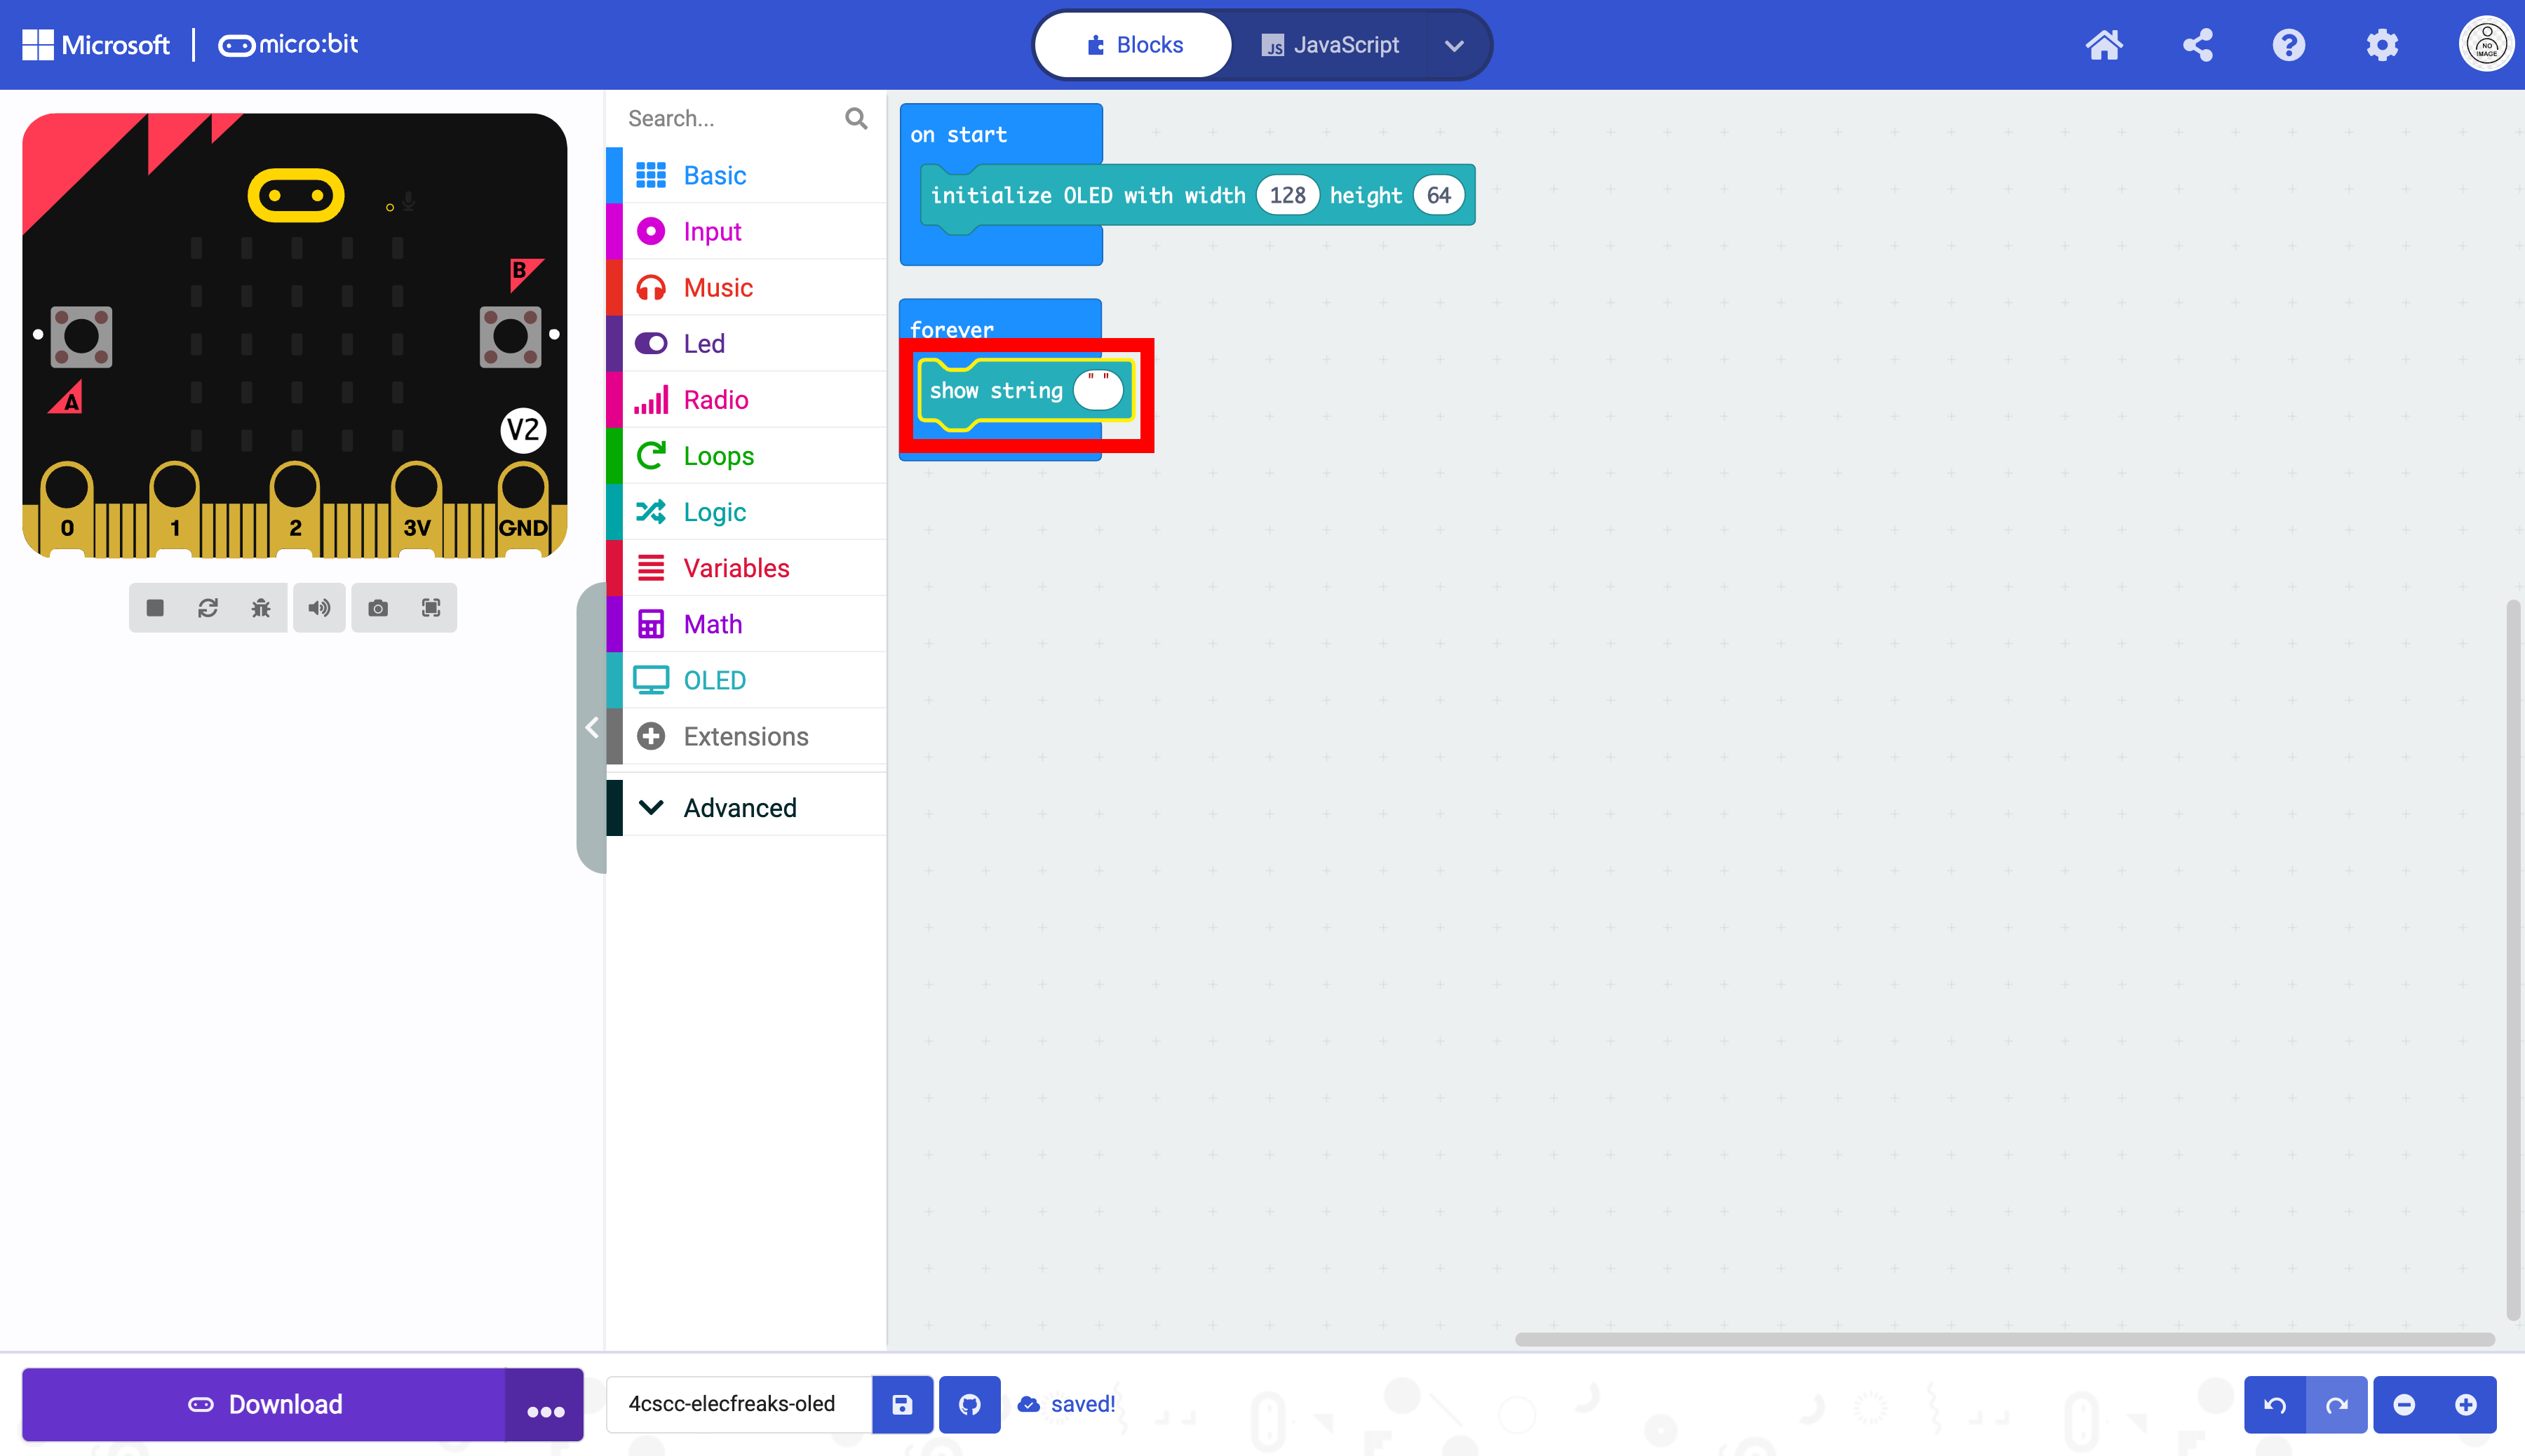 Microsoft | micro:bit
Blocks
JavaScript
NO IMAGE
Search...
Basic
Input
Music
Led
Radio
Loops
Logic
Variables
Math
OLED
Extensions
Advanced
B
A
V2
0 1 2 3V GND
on start
initialize OLED with width 128 height 64
forever
show string " "
Download
4cscc-elecfreaks-oled
saved!